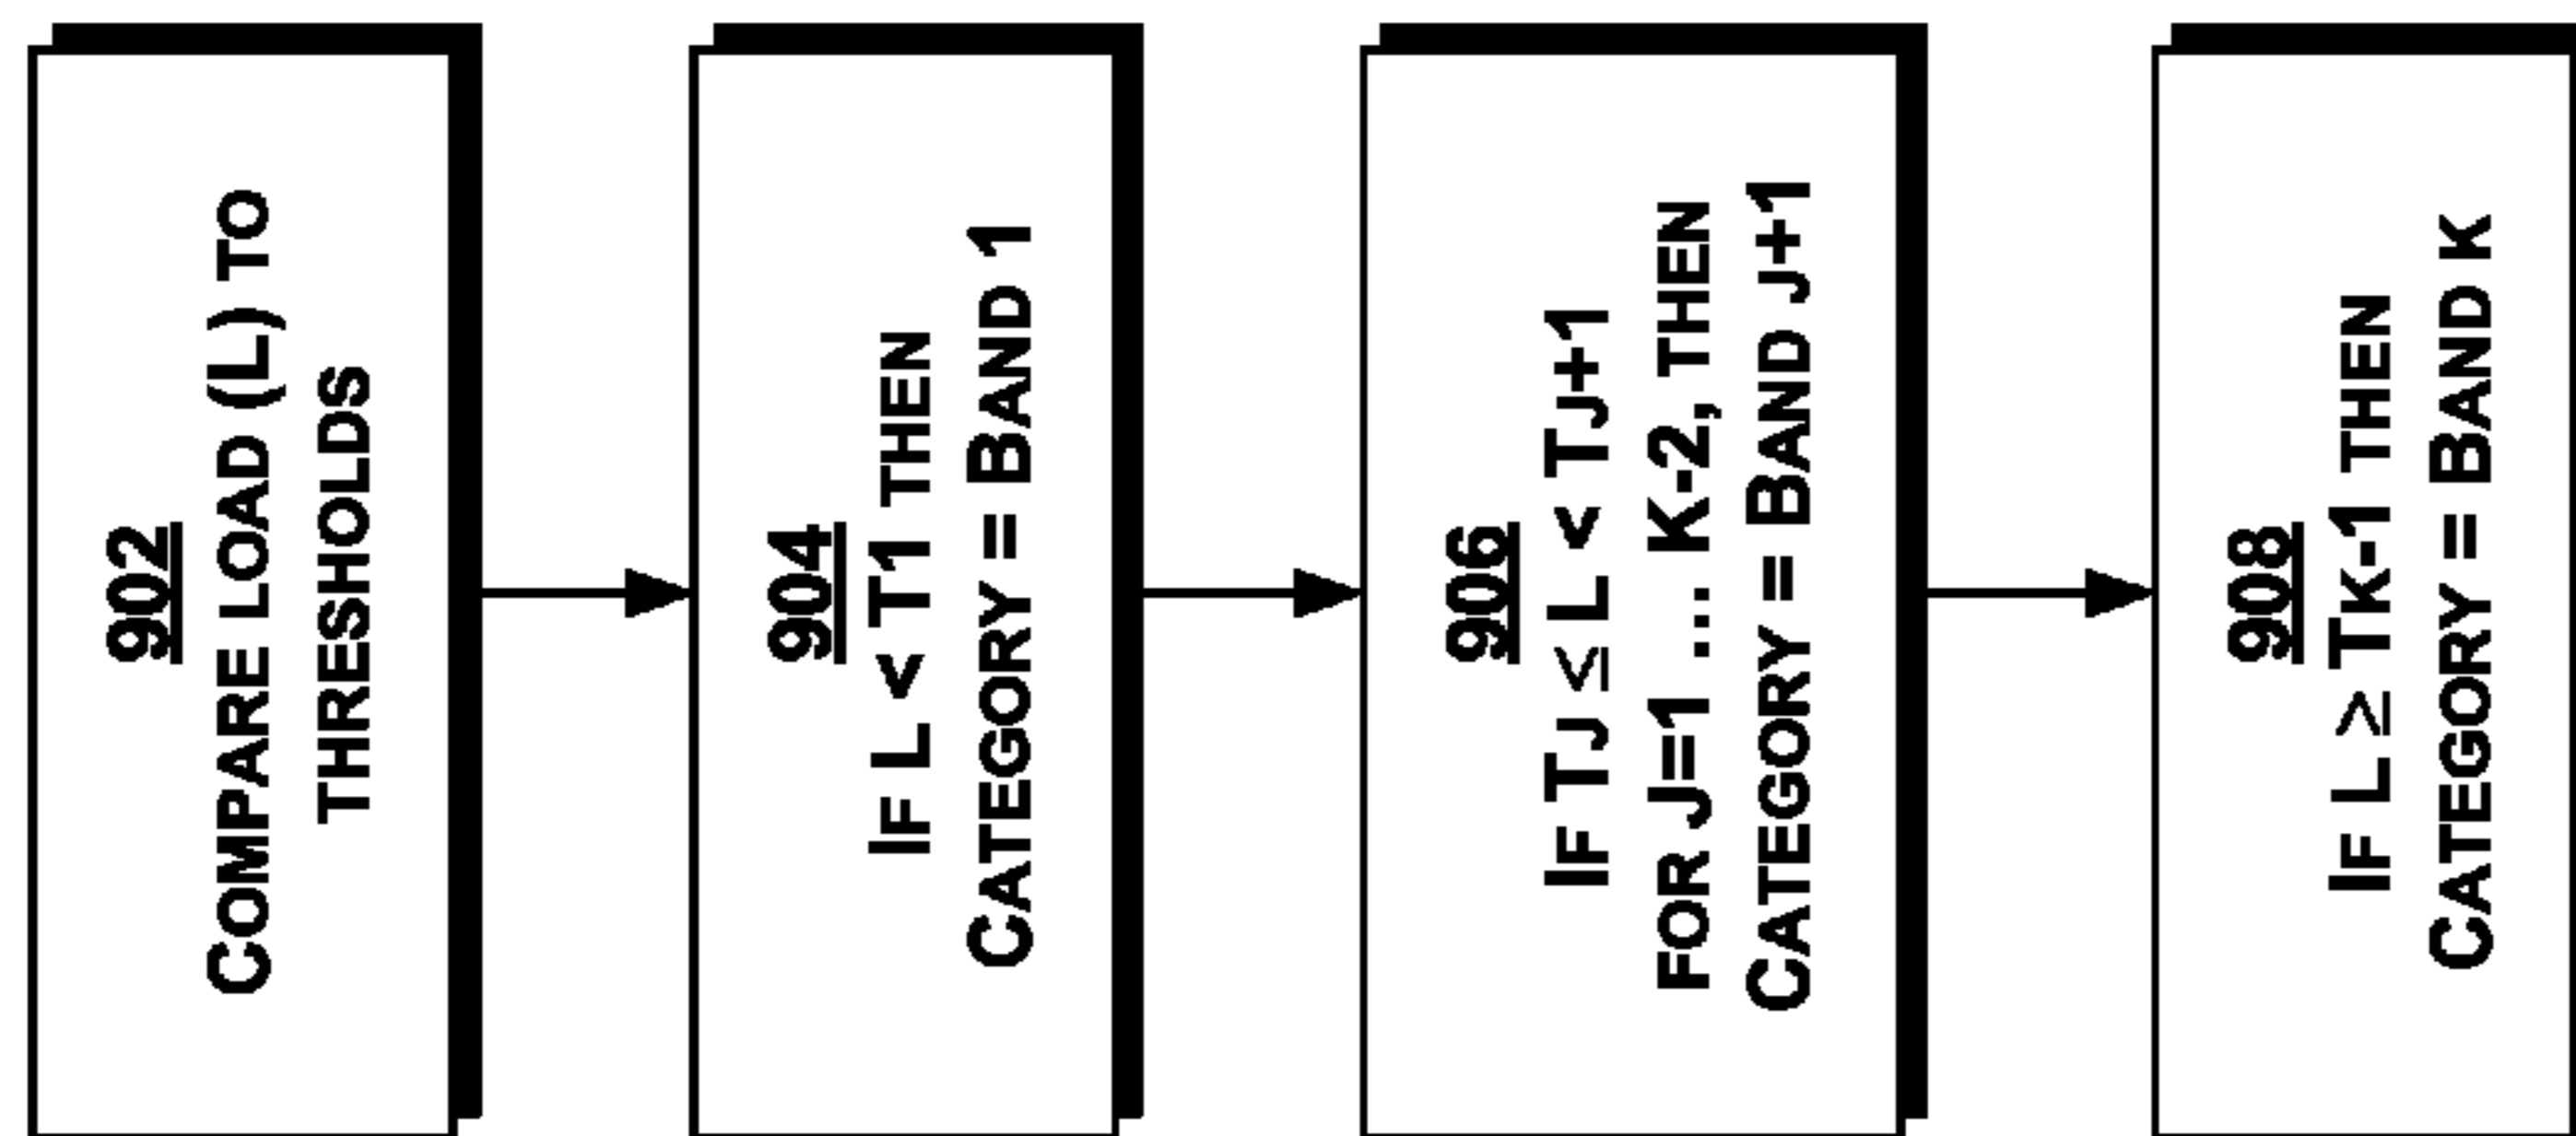 902
COMPARE LOAD (L) TO
THRESHOLDS
904
IF L < T1 THEN
CATEGORY = BAND 1
906
IF TJ ≤ L < TJ+1
FOR J=1 ... K-2, THEN
CATEGORY = BAND J+1
908
IF L ≥ TK-1 THEN
CATEGORY = BAND K